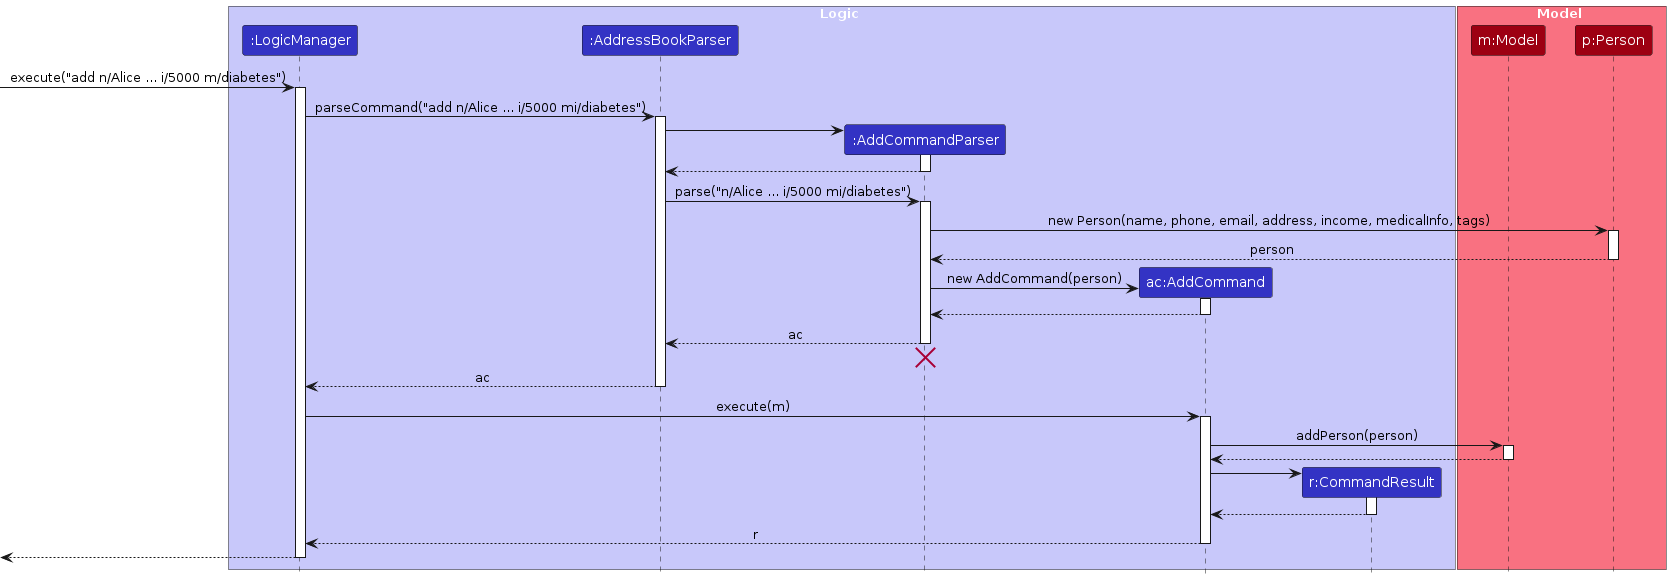 Logic
Model
:LogicManager
:AddressBookParser
m:Model
p:Person
execute("add n/Alice ... i/5000 m/diabetes")
parseCommand("add n/Alice ... i/5000 mi/diabetes")
:AddCommandParser
parse("n/Alice ... i/5000 mi/diabetes")
new Person(name, phone, email, address, income, medicalInfo, tags)
person
new AddCommand(person)
ac:AddCommand
ac
ac
execute(m)
addPerson(person)
r:CommandResult
r